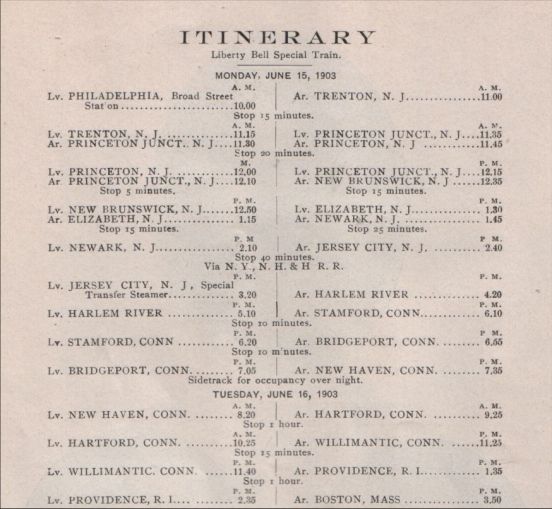 ITINERARY
Liberty Bell Special Train.
MONDAY, JUNE 15, 1903
A. M. A. M.
Lv. PHILADELPHIA, Broad Street
Station..................10.00 Ar. TRENTON, N. J..............11.00
Stop 15 minutes.
A. M. A. M.
Lv. TRENTON, N. J. ............11.15 Lv. PRINCETON JUNCT., N. J....11.35
Ar. PRINCETON JUNCT. N. J....11.30 Ar. PRINCETON, N. J ...........11.45
Stop 20 minutes.
M. P. M.
Lv. PRINCETON, N. J. ..........12.00 Lv. PRINCETON JUNCT., N. J....12.15
Ar. PRINCETON JUNCT., N. J....12.10 Ar. NEW BRUNSWICK, N. J ......12.35
Stop 5 minutes. Stop 15 minutes.
P. M. P. M.
Lv. NEW BRUNSWICK, N. J......12.50 Lv. ELIZABETH, N. J............. 1.30
Ar. ELIZABETH, N. J............ 1.15 Ar. NEWARK, N. J. ............. 1.45
Stop 15 minutes. Stop 25 minutes.
P. M P. M.
Lv. NEWARK, N. J............... 2.10 Ar. JERSEY CITY, N. J. ......... 2.40
Stop 40 minutes.
Via N. Y., N. H. & H R. R.
P. M. P. M.
Lv. JERSEY CITY, N. J , Special
Transfer Steamer............ 3.20 Ar. HARLEM RIVER ............. 4.20
Lv. HARLEM RIVER ............. 5.10 Ar. STAMFORD, CONN........... 6.10
Stop 10 minutes.
P. M. P. M.
Lv. STAMFORD, CONN ........... 6.20 Ar. BRIDGEPORT, CONN. ........ 6.55
Stop 10 minutes.
P. M. P. M.
Lv. BRIDGEPORT, CONN. ........ 7.05 Ar. NEW HAVEN, CONN. ......... 7.35
Sidetrack for occupancy over night.
TUESDAY, JUNE 16, 1903
A. M. A. M.
Lv. NEW HAVEN, CONN. ......... 8.20 Ar. HARTFORD, CONN. .......... 9.25
Stop 1 hour.
A. M. P. M.
Lv. HARTFORD, CONN. ..........10.25 Ar. WILLIMANTIC, CONN. ......11.25
Stop 15 minutes.
A. M. P. M.
Lv. WILLIMANTIC. CONN. ......11.40 Ar. PROVIDENCE, R. I........... 1.35
Stop 1 hour.
P. M. P. M.
Lv. PROVIDENCE, R. I.... ....... 2.35 Ar. BOSTON, MASS .............. 3.50